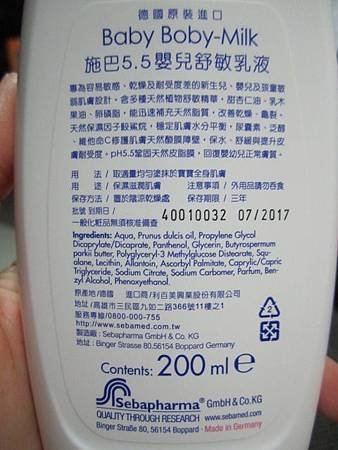 德國原裝進口
Baby Boby-Milk
施巴5.5嬰兒舒敏乳液
專為容易敏感、乾燥及耐受度差的新生兒、嬰兒及孩童敏
弱肌膚設計。含多種天然植物舒敏精華，甜杏仁油、乳木
果油、卵磷脂，能迅速補充天然脂質，改善乾燥、龜裂。
天然保濕因子鮫鯊烷，穩定肌膚水分平衡，尿囊素、泛醇
、維他命C修護肌膚天然酸膜障壁，保水、舒緩與提升皮
膚耐受度。pH5.5鞏固天然皮脂膜，回復嬰幼兒正常膚質。
用　　法 / 取適量均勻塗抹於寶寶全身肌膚
用　　途 / 保濕滋潤肌膚　注意事項 / 外用品請勿吞食
保存方法 / 置於陰涼乾燥處　保存期限 / 三年
批號 到期日 / 40010032 07/2017
一般化粧品無須核准備查
Ingredients: Aqua, Prunus dulcis oil, Propylene Glycol
Dicaprylate/Dicaprate, Panthenol, Glycerin, Butyrospermum
parkii butter, Polyglyceryl-3 Methylglucose Distearate, Squ-
alane, Lecithin, Allantoin, Ascorbyl Palmitate, Caprylic/Capric
Triglyceride, Sodium Citrate, Sodium Carbomer, Parfum, Ben-
zyl Alcohol, Phenoxyethanol.
原產地/德國　進口商/利百美興業股份有限公司
地址/高雄市三民區九如二路366號11樓之1
服務專線/0800-000-755
http://www.sebamed.com.tw
製造廠 : Sebapharma GmbH & Co. KG
地址 : Binger Strasse 80.56154 Boppard Germany
2
200 ml e
Sebapharma® GmbH & Co.KG
QUALITY THROUGH RESEARCH www.sebamed.com
Binger Straße 80, 56154 Boppard - Made in Germany